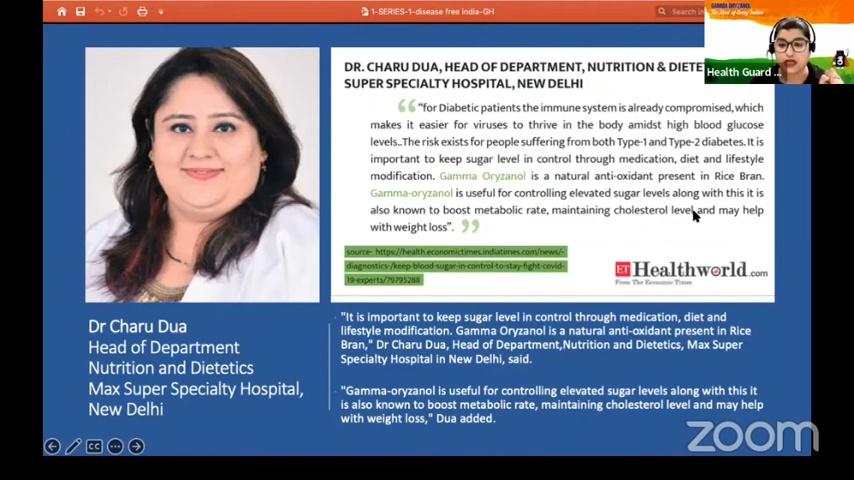 1-SERIES-1-disease free india-GH
Search in
GAMMA ORYZANOL
Health Guard ...
DR. CHARU DUA, HEAD OF DEPARTMENT, NUTRITION & DIETE
SUPER SPECIALTY HOSPITAL, NEW DELHI
“for Diabetic patients the immune system is already compromised, which
makes it easier for viruses to thrive in the body amidst high blood glucose
levels..The risk exists for people suffering from both Type-1 and Type-2 diabetes. It is
important to keep sugar level in control through medication, diet and lifestyle
modification. Gamma Oryzanol is a natural anti-oxidant present in Rice Bran.
Gamma-oryzanol is useful for controlling elevated sugar levels along with this it is
also known to boost metabolic rate, maintaining cholesterol level and may help
with weight loss”.
source- https://health.economictimes.indiatimes.com/news/-
diagnostics-/keep-blood-sugar-in-control-to-stay-fight-covid-
19-experts/79795288
ET Healthworld.com
From The Economic Times
Dr Charu Dua
Head of Department
Nutrition and Dietetics
Max Super Specialty Hospital,
New Delhi
"It is important to keep sugar level in control through medication, diet and
lifestyle modification. Gamma Oryzanol is a natural anti-oxidant present in Rice
Bran," Dr Charu Dua, Head of Department,Nutrition and Dietetics, Max Super
Specialty Hospital in New Delhi, said.
"Gamma-oryzanol is useful for controlling elevated sugar levels along with this it
is also known to boost metabolic rate, maintaining cholesterol level and may help
with weight loss," Dua added.
CC
zoom